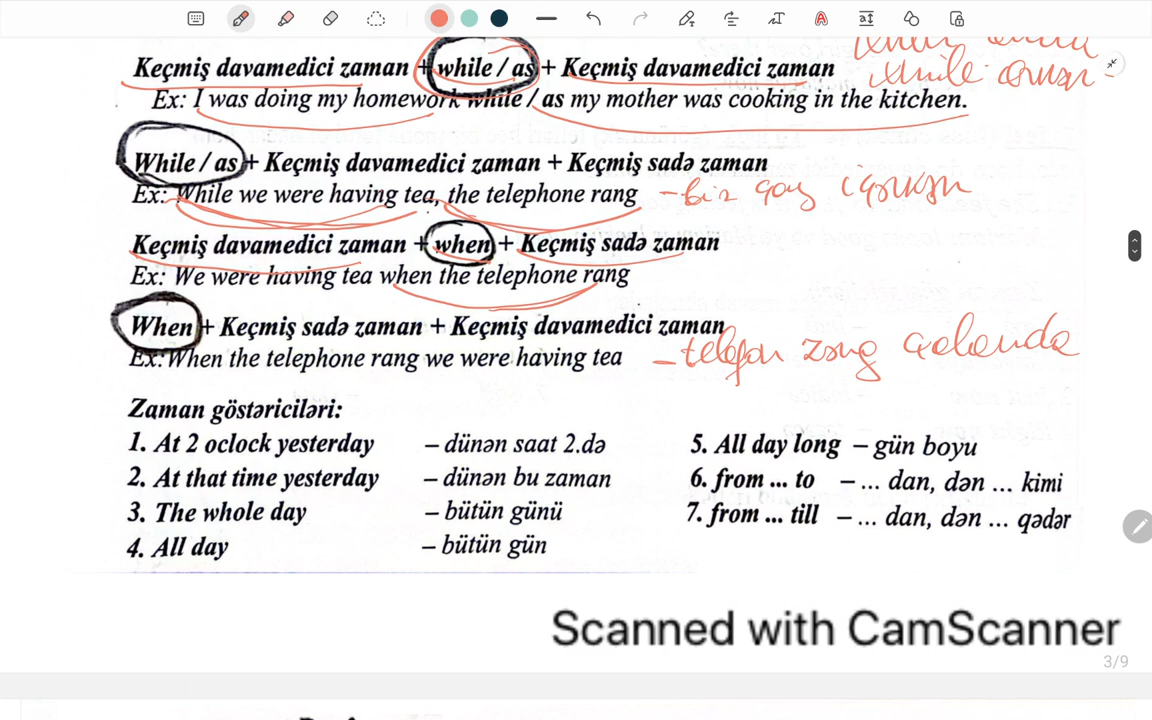 Keçmiş davamedici zaman + while / as + Keçmiş davamedici zaman
Ex: I was doing my homework while / as my mother was cooking in the kitchen.
While / as + Keçmiş davamedici zaman + Keçmiş sadə zaman
Ex: While we were having tea, the telephone rang - biz çay içərkən
Keçmiş davamedici zaman + when + Keçmiş sadə zaman
Ex: We were having tea when the telephone rang
When + Keçmiş sadə zaman + Keçmiş davamedici zaman
Ex: When the telephone rang we were having tea - telefon zəng çalanda
Zaman göstəriciləri:
1. At 2 oclock yesterday – dünən saat 2.də
2. At that time yesterday – dünən bu zaman
3. The whole day – bütün günü
4. All day – bütün gün
5. All day long – gün boyu
6. from ... to – ... dan, dən ... kimi
7. from ... till – ... dan, dən ... qədər
Scanned with CamScanner
3/9